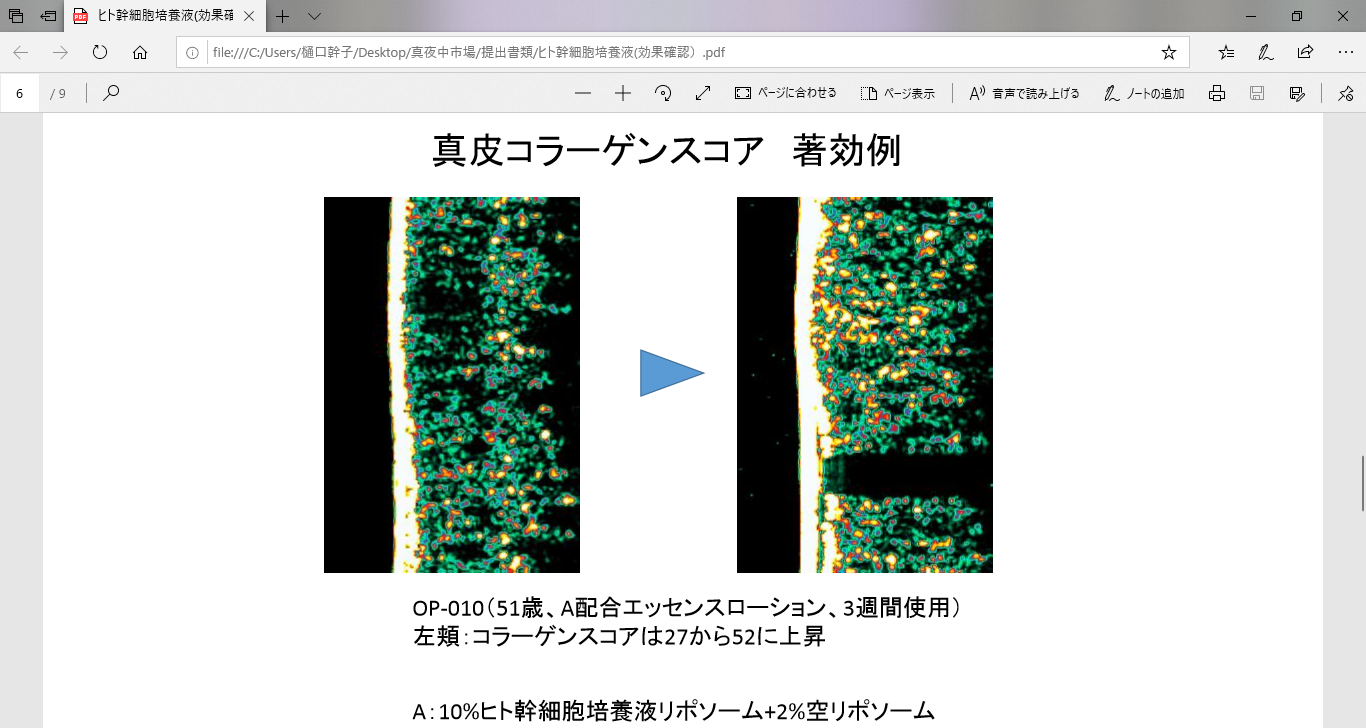 ヒト幹細胞培養液(効果確
file:///C:/Users/樋口幹子/Desktop/真夜中市場/提出書類/ヒト幹細胞培養液(効果確認）.pdf
6 / 9 ページに合わせる ページ表示 音声で読み上げる ノートの追加
真皮コラーゲンスコア　著効例
OP-010（51歳、A配合エッセンスローション、3週間使用）
左頬：コラーゲンスコアは27から52に上昇
A：10%ヒト幹細胞培養液リポソーム+2%空リポソーム